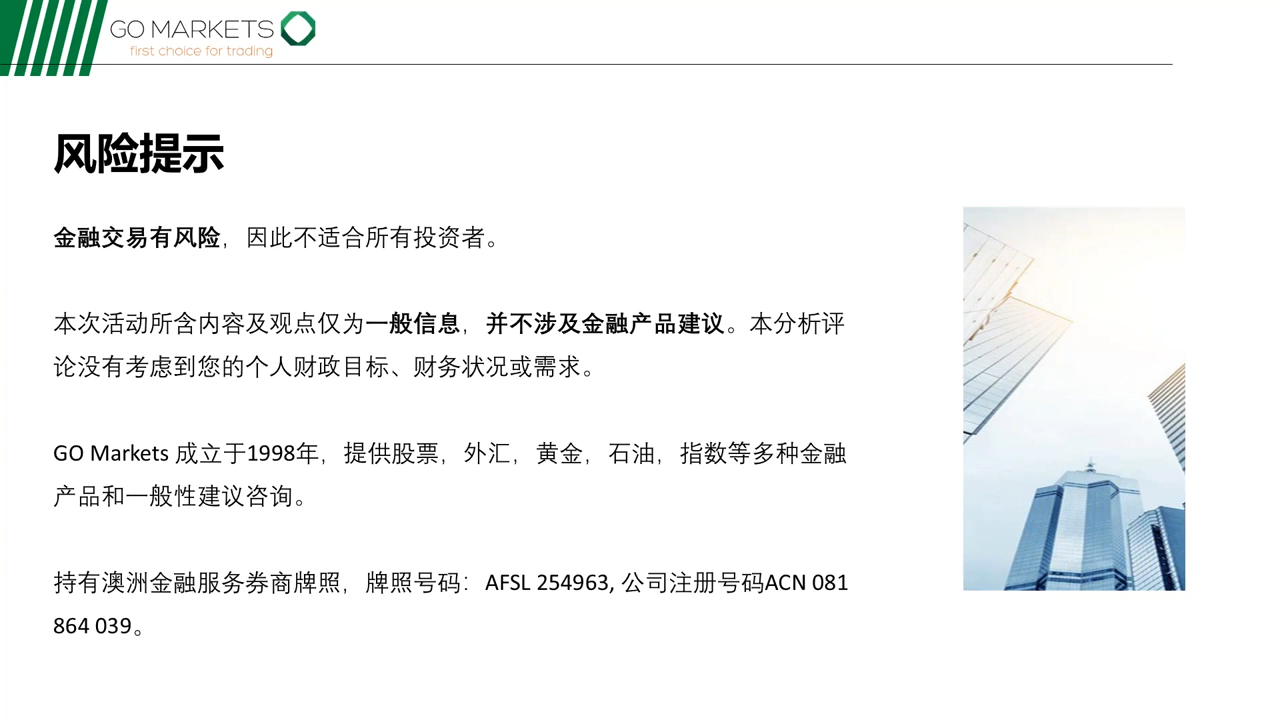 GO MARKETS
first choice for trading
风险提示
金融交易有风险，因此不适合所有投资者。
本次活动所含内容及观点仅为一般信息，并不涉及金融产品建议。本分析评
论没有考虑到您的个人财政目标、财务状况或需求。
GO Markets 成立于1998年，提供股票，外汇，黄金，石油，指数等多种金融
产品和一般性建议咨询。
持有澳洲金融服务券商牌照，牌照号码：AFSL 254963, 公司注册号码ACN 081
864 039。